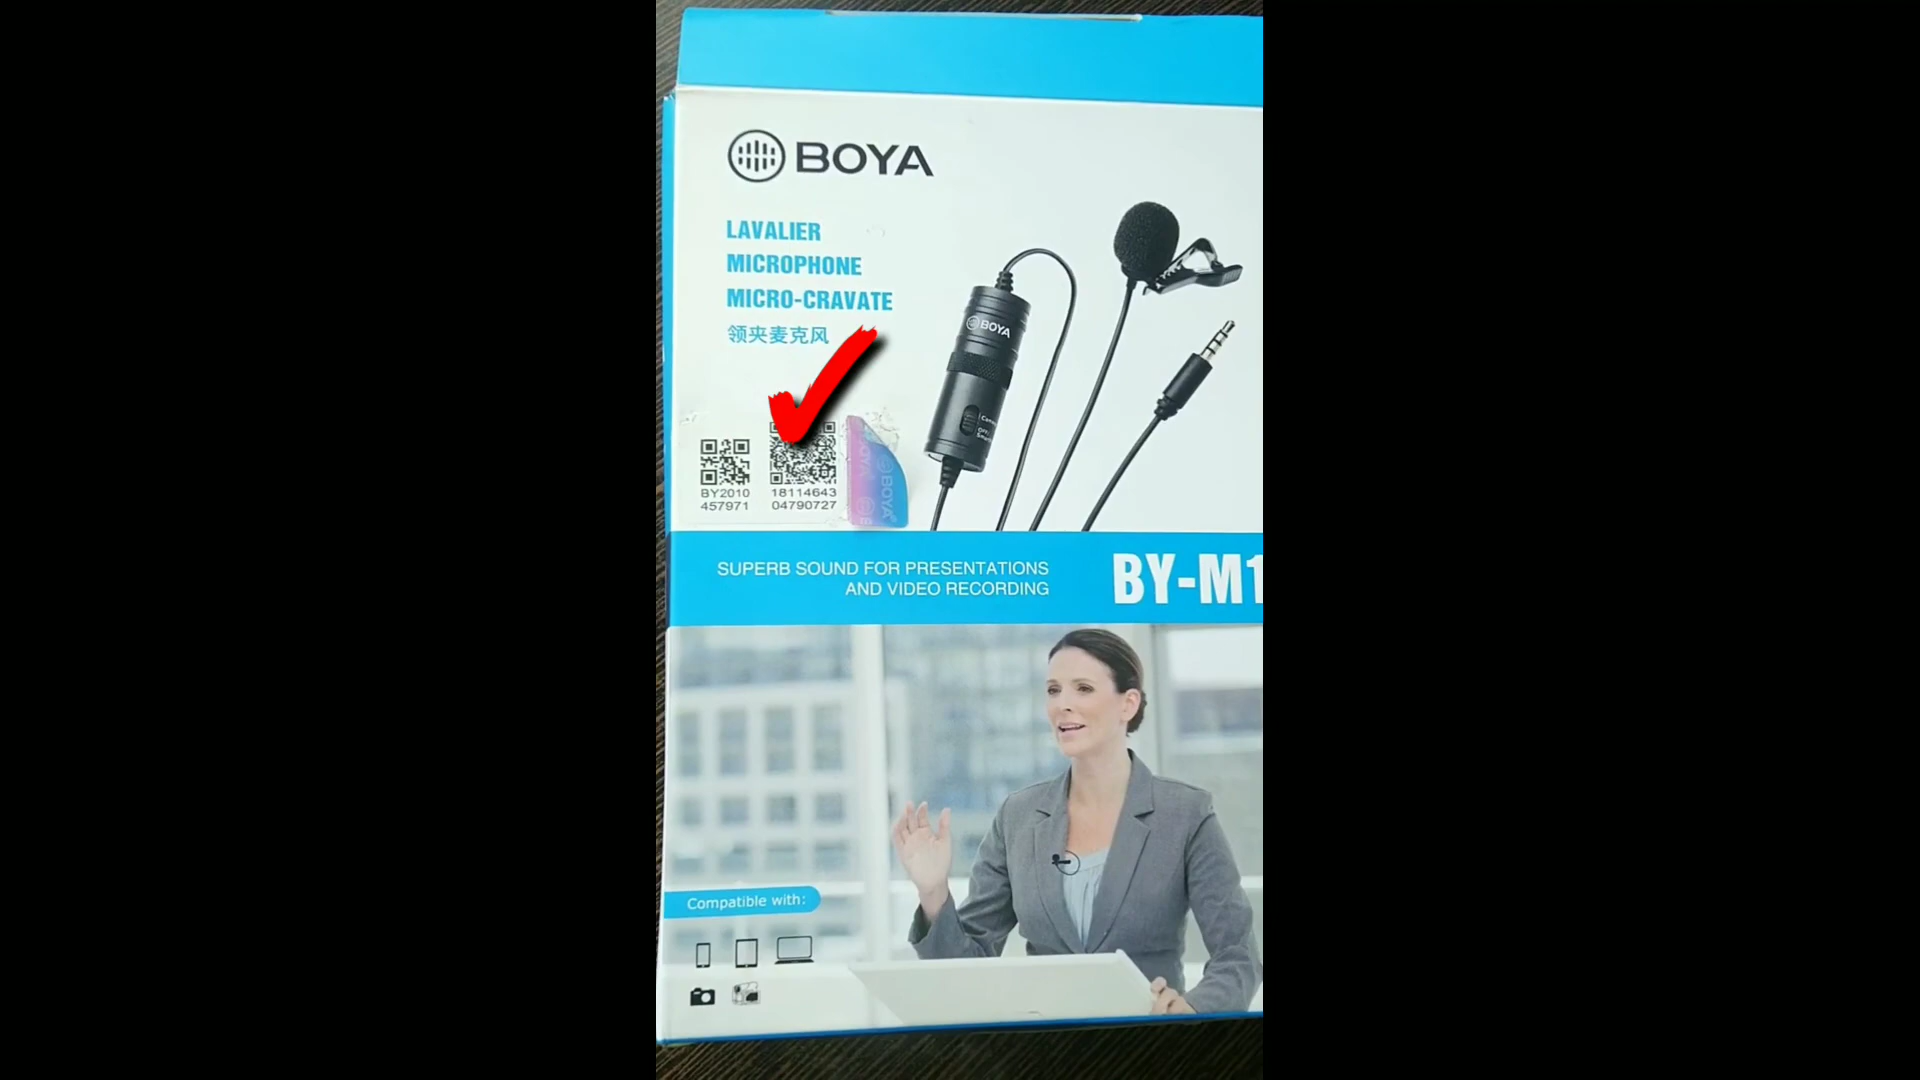 BOYA
LAVALIER
MICROPHONE
MICRO-CRAVATE
领夹麦克风
BOYA
BY2010
457971
18114643
04790727
BOYA
BOYA
SUPERB SOUND FOR PRESENTATIONS
AND VIDEO RECORDING
BY-M1
Compatible with: